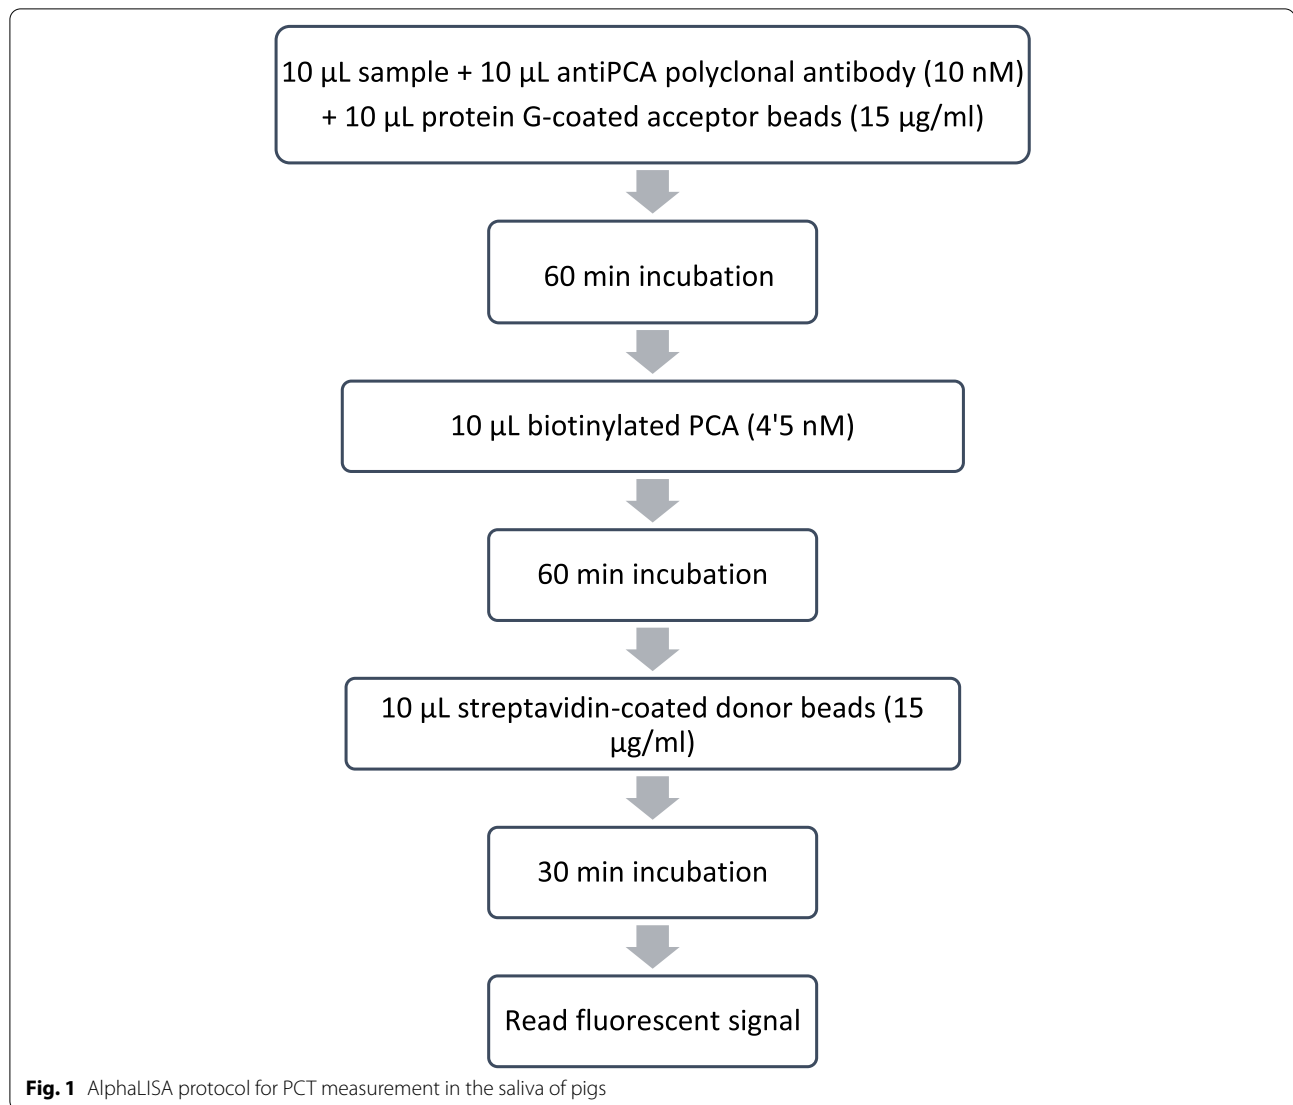 10 µL sample + 10 µL antiPCA polyclonal antibody (10 nM)
+ 10 µL protein G-coated acceptor beads (15 µg/ml)
60 min incubation
10 µL biotinylated PCA (4'5 nM)
60 min incubation
10 µL streptavidin-coated donor beads (15
µg/ml)
30 min incubation
Read fluorescent signal
Fig. 1 AlphaLISA protocol for PCT measurement in the saliva of pigs